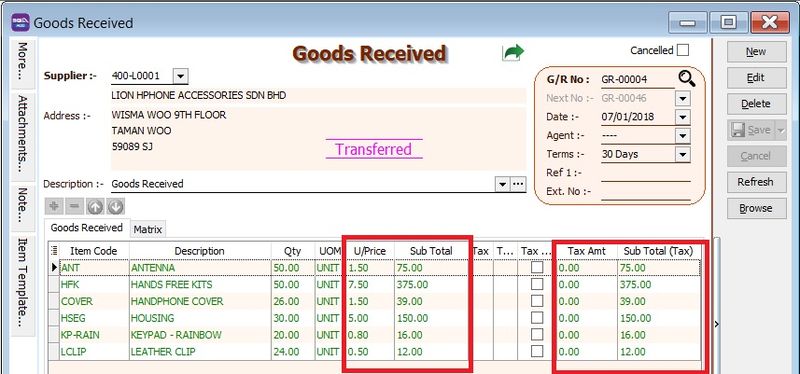 Goods Received
Goods Received
Cancelled
New
Edit
Delete
Save
Cancel
Refresh
Browse
More...
Attachments...
Note...
Item Template...
Supplier :- 400-L0001
LION HPHONE ACCESSORIES SDN BHD
Address :- WISMA WOO 9TH FLOOR
TAMAN WOO
59089 SJ
Transferred
G/R No : GR-00004
Next No :- GR-00046
Date :- 07/01/2018
Agent :- ----
Terms :- 30 Days
Ref 1 :-
Ext. No :-
Description :- Goods Received
Goods Received Matrix
Item Code Description Qty UOM U/Price Sub Total Tax T... Tax ... Tax Amt Sub Total (Tax)
ANT ANTENNA 50.00 UNIT 1.50 75.00 0.00 75.00
HFK HANDS FREE KITS 50.00 UNIT 7.50 375.00 0.00 375.00
COVER HANDPHONE COVER 26.00 UNIT 1.50 39.00 0.00 39.00
HSEG HOUSING 30.00 UNIT 5.00 150.00 0.00 150.00
KP-RAIN KEYPAD - RAINBOW 20.00 UNIT 0.80 16.00 0.00 16.00
LCLIP LEATHER CLIP 24.00 UNIT 0.50 12.00 0.00 12.00